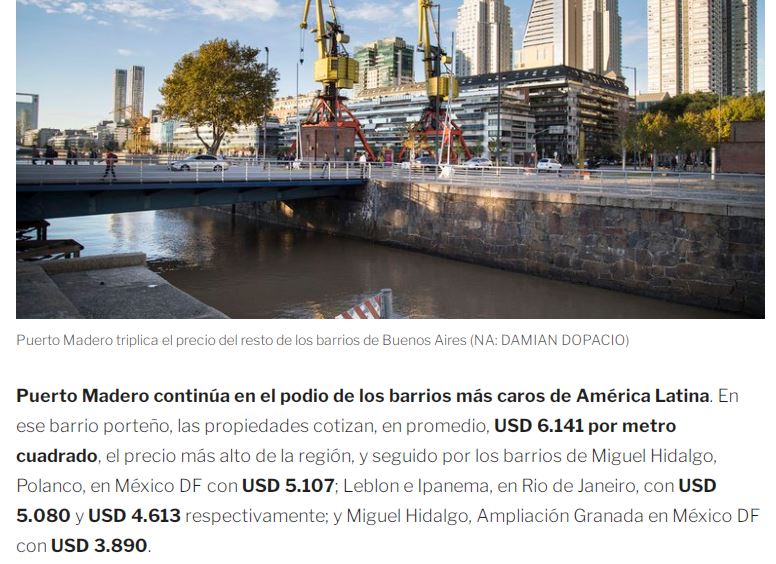 Puerto Madero triplica el precio del resto de los barrios de Buenos Aires (NA: DAMIAN DOPACIO)
Puerto Madero continúa en el podio de los barrios más caros de América Latina. En
ese barrio porteño, las propiedades cotizan, en promedio, USD 6.141 por metro
cuadrado, el precio más alto de la región, y seguido por los barrios de Miguel Hidalgo,
Polanco, en México DF con USD 5.107; Leblon e Ipanema, en Rio de Janeiro, con USD
5.080 y USD 4.613 respectivamente; y Miguel Hidalgo, Ampliación Granada en México DF
con USD 3.890.